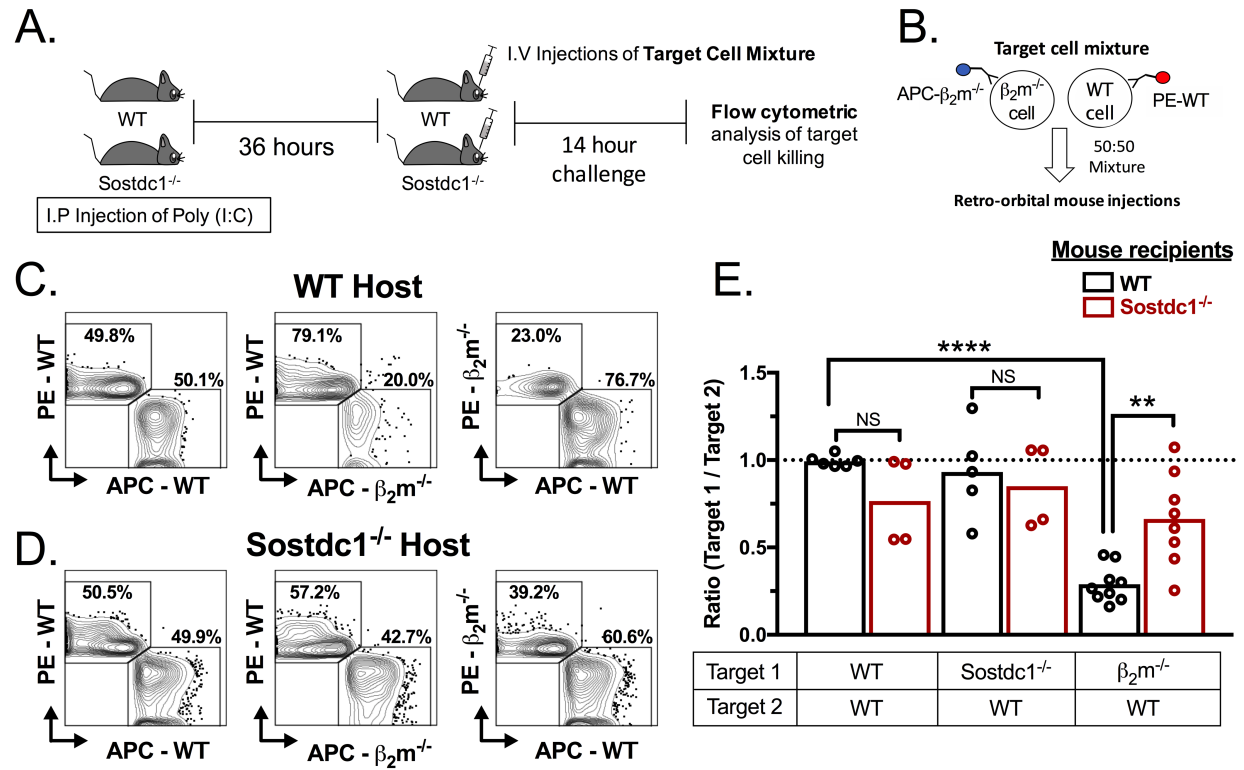 A.
I.V Injections of Target Cell Mixture
WT
WT
36 hours
14 hour
challenge
Flow cytometric
analysis of target
cell killing
Sostdc1-/-
Sostdc1-/-
I.P Injection of Poly (I:C)
B.
Target cell mixture
APC-β2m-/-
β2m-/-
cell
WT
cell
PE-WT
50:50
Mixture
Retro-orbital mouse injections
C.
WT Host
PE - WT
49.8%
50.1%
APC - WT
PE - WT
79.1%
20.0%
APC - β2m-/-
PE - β2m-/-
23.0%
76.7%
APC - WT
D.
Sostdc1-/- Host
PE - WT
50.5%
49.9%
APC - WT
PE - WT
57.2%
42.7%
APC - β2m-/-
PE - β2m-/-
39.2%
60.6%
APC - WT
E.
Mouse recipients
WT
Sostdc1-/-
Ratio (Target 1 / Target 2)
1.5
1.0
0.5
0.0
****
NS
NS
**
Target 1 WT Sostdc1-/- β2m-/-
Target 2 WT WT WT